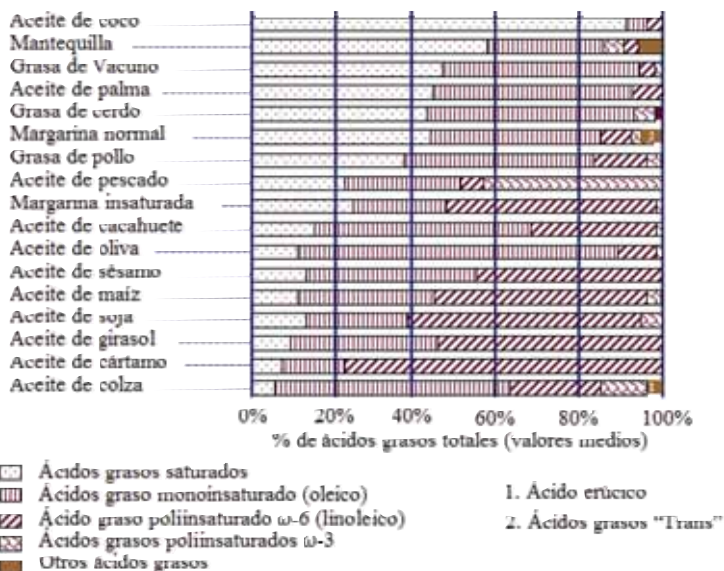 Aceite de coco
Mantequilla
Grasa de Vacuno
Aceite de palma
Grasa de cerdo
Margarina normal
Grasa de pollo
Aceite de pescado
Margarina insaturada
Aceite de cacahuete
Aceite de oliva
Aceite de sésamo
Aceite de maíz
Aceite de soja
Aceite de girasol
Aceite de cártamo
Aceite de colza
0% 20% 40% 60% 80% 100%
% de ácidos grasos totales (valores medios)
Ácidos grasos saturados
Ácidos graso monoinsaturado (oleico)
Ácido graso poliinsaturado ω-6 (linoleico)
Ácidos grasos poliinsaturados ω-3
Otros ácidos grasos
1. Ácido erúcico
2. Ácidos grasos “Trans”